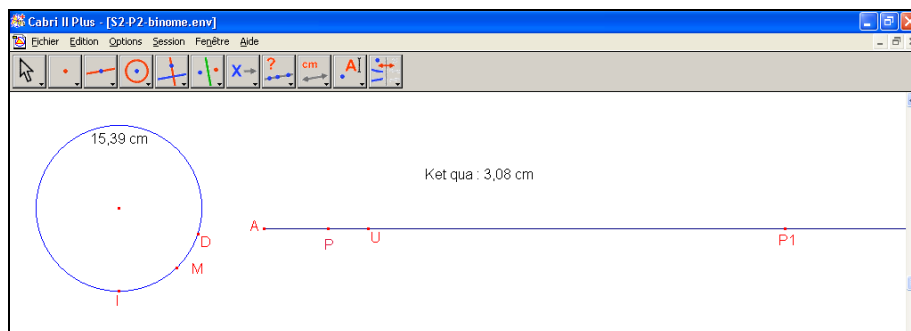 Cabri II Plus - [S2-P2-binome.env]
Fichier Edition Options Session Fenêtre Aide
X ? cm A
15,39 cm
Ket qua : 3,08 cm
A P U P1
D
M
I